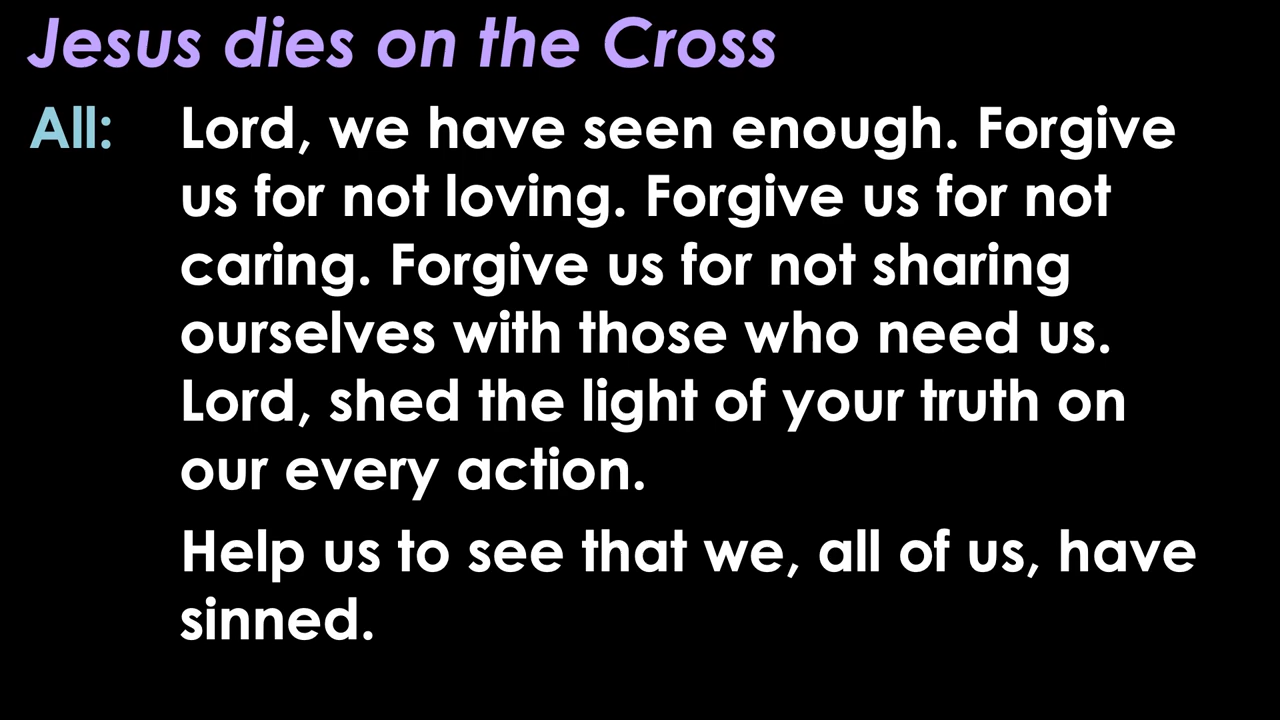 Jesus dies on the Cross
All: Lord, we have seen enough. Forgive
us for not loving. Forgive us for not
caring. Forgive us for not sharing
ourselves with those who need us.
Lord, shed the light of your truth on
our every action.
Help us to see that we, all of us, have
sinned.